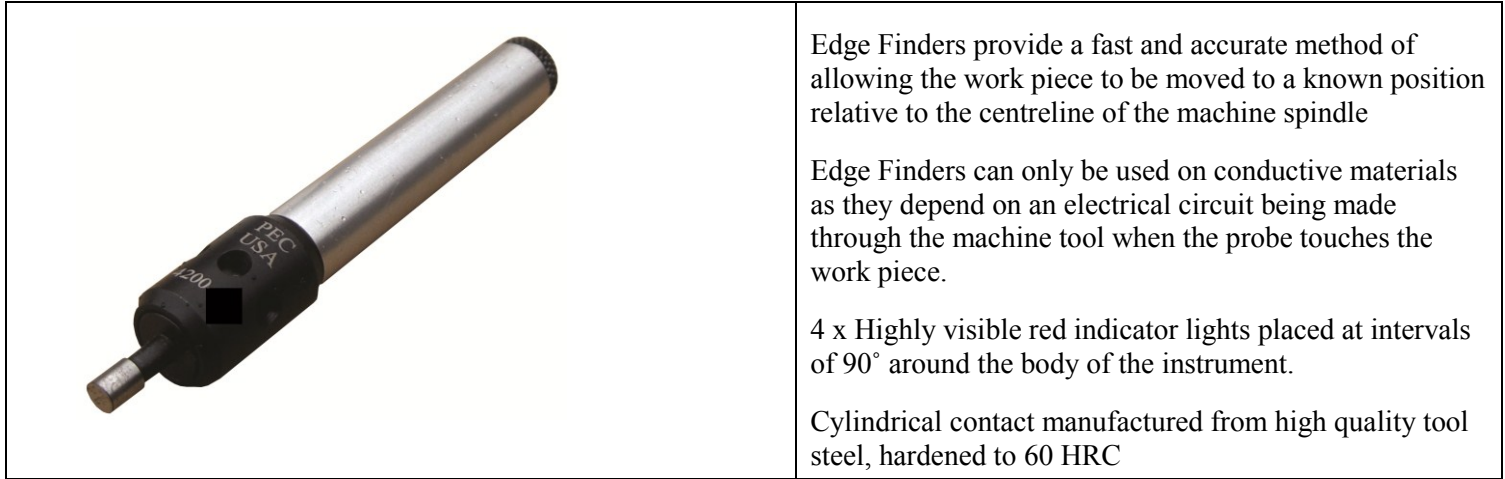 PEC
USA
4200
Edge Finders provide a fast and accurate method of
allowing the work piece to be moved to a known position
relative to the centreline of the machine spindle
Edge Finders can only be used on conductive materials
as they depend on an electrical circuit being made
through the machine tool when the probe touches the
work piece.
4 x Highly visible red indicator lights placed at intervals
of 90˚ around the body of the instrument.
Cylindrical contact manufactured from high quality tool
steel, hardened to 60 HRC